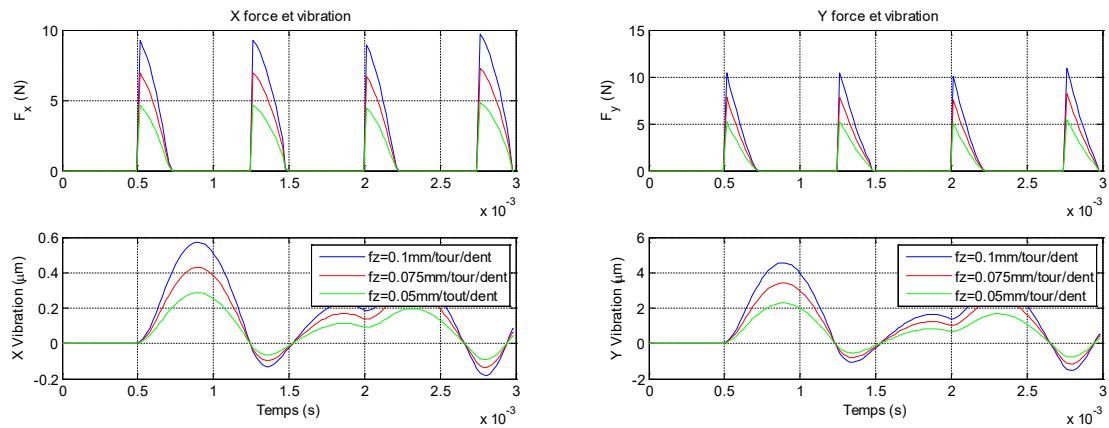 X force et vibration
F_x (N)
10
5
0
0 0.5 1 1.5 2 2.5 3
x 10^-3
X Vibration (μm)
0.6
0.4
0.2
0
-0.2
fz=0.1mm/tour/dent
fz=0.075mm/tour/dent
fz=0.05mm/tout/dent
0 0.5 1 1.5 2 2.5 3
Temps (s)
x 10^-3
Y force et vibration
F_y (N)
15
10
5
0
0 0.5 1 1.5 2 2.5 3
x 10^-3
Y Vibration (μm)
6
4
2
0
-2
fz=0.1mm/tour/dent
fz=0.075mm/tour/dent
fz=0.05mm/tour/dent
0 0.5 1 1.5 2 2.5 3
Temps (s)
x 10^-3